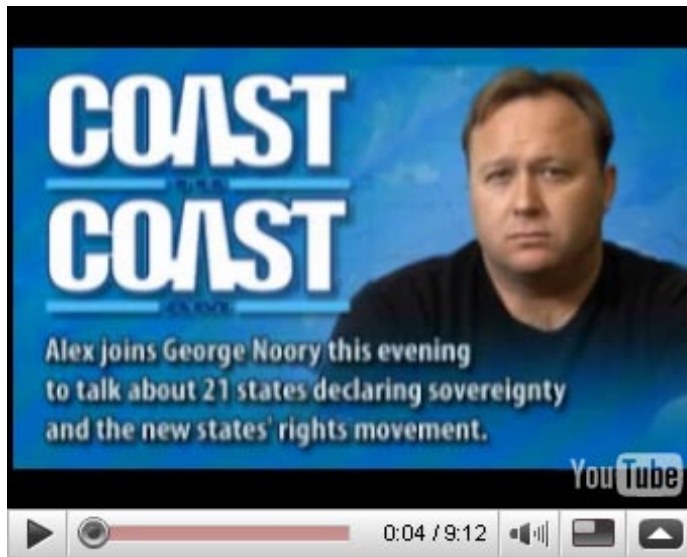 COAST
TO
COAST
Alex joins George Noory this evening
to talk about 21 states declaring sovereignty
and the new states' rights movement.
YouTube
0:04 / 9:12